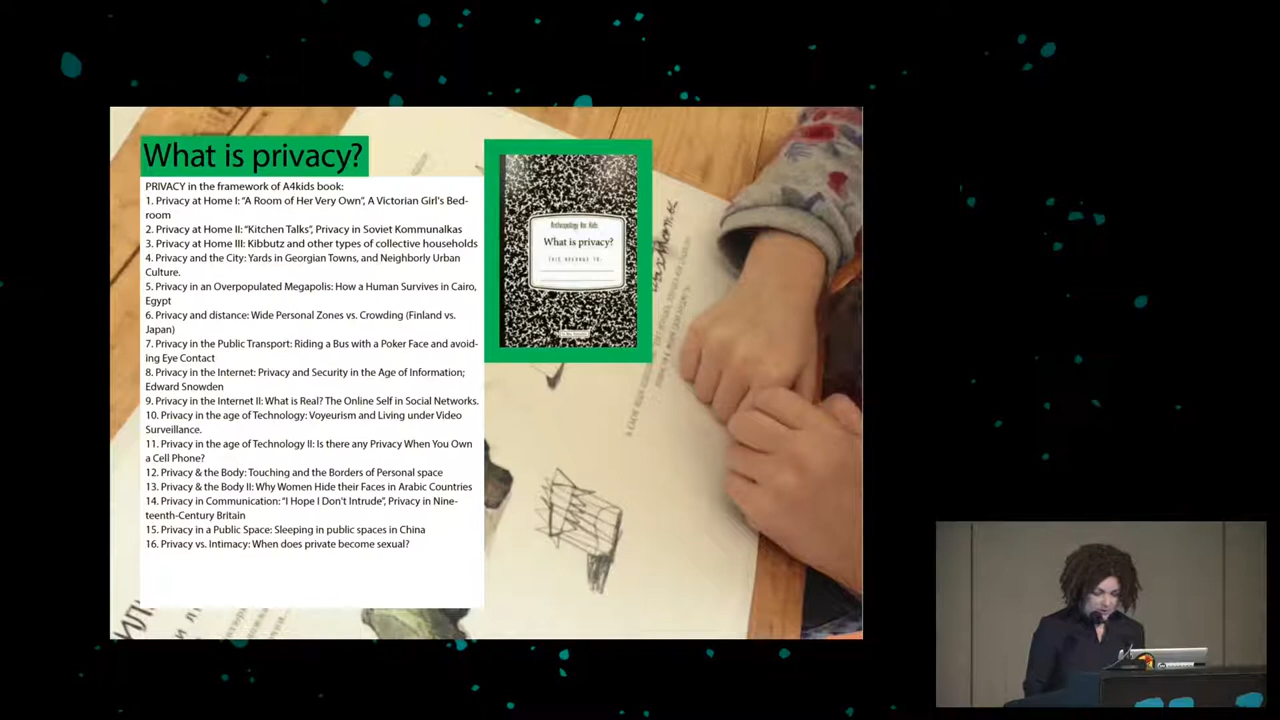 What is privacy?
PRIVACY in the framework of A4kids book:
1. Privacy at Home I: “A Room of Her Very Own”, A Victorian Girl's Bed-
room
2. Privacy at Home II: “Kitchen Talks”, Privacy in Soviet Kommunalkas
3. Privacy at Home III: Kibbutz and other types of collective households
4. Privacy and the City: Yards in Georgian Towns, and Neighborly Urban
Culture.
5. Privacy in an Overpopulated Megapolis: How a Human Survives in Cairo,
Egypt
6. Privacy and distance: Wide Personal Zones vs. Crowding (Finland vs.
Japan)
7. Privacy in the Public Transport: Riding a Bus with a Poker Face and avoid-
ing Eye Contact
8. Privacy in the Internet: Privacy and Security in the Age of Information;
Edward Snowden
9. Privacy in the Internet II: What is Real? The Online Self in Social Networks.
10. Privacy in the age of Technology: Voyeurism and Living under Video
Surveillance.
11. Privacy in the age of Technology II: Is there any Privacy When You Own
a Cell Phone?
12. Privacy & the Body: Touching and the Borders of Personal space
13. Privacy & the Body II: Why Women Hide their Faces in Arabic Countries
14. Privacy in Communication: “I Hope I Don't Intrude”, Privacy in Nine-
teenth-Century Britain
15. Privacy in a Public Space: Sleeping in public spaces in China
16. Privacy vs. Intimacy: When does private become sexual?
Anthropology for Kids
What is privacy?
THIS BELONGS TO: